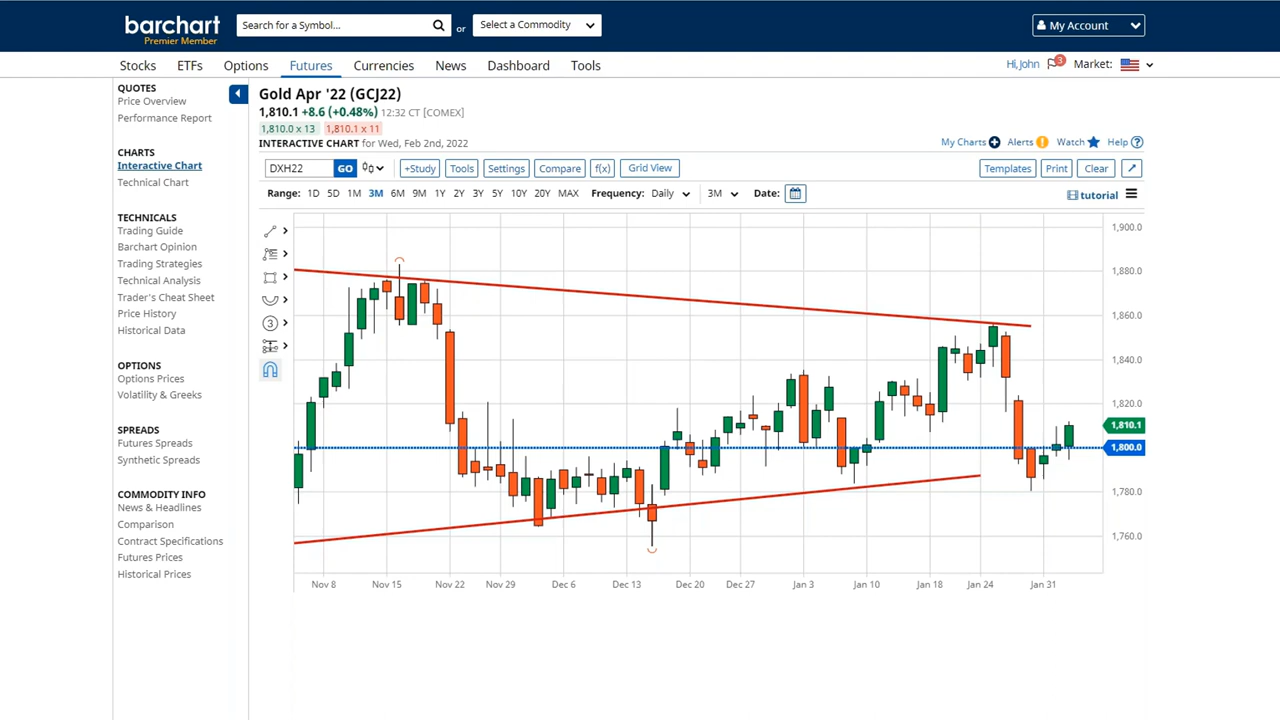 barchart
Premier Member
Search for a Symbol...
or
Select a Commodity
My Account
Stocks ETFs Options Futures Currencies News Dashboard Tools
Hi, John 3 Market:
QUOTES
Price Overview
Performance Report
CHARTS
Interactive Chart
Technical Chart
TECHNICALS
Trading Guide
Barchart Opinion
Trading Strategies
Technical Analysis
Trader's Cheat Sheet
Price History
Historical Data
OPTIONS
Options Prices
Volatility & Greeks
SPREADS
Futures Spreads
Synthetic Spreads
COMMODITY INFO
News & Headlines
Comparison
Contract Specifications
Futures Prices
Historical Prices
Gold Apr '22 (GCJ22)
1,810.1 +8.6 (+0.48%) 12:32 CT [COMEX]
1,810.0 x 13 1,810.1 x 11
INTERACTIVE CHART for Wed, Feb 2nd, 2022
My Charts Alerts Watch Help
DXH22 GO +Study Tools Settings Compare f(x) Grid View Templates Print Clear
Range: 1D 5D 1M 3M 6M 9M 1Y 2Y 3Y 5Y 10Y 20Y MAX Frequency: Daily 3M Date:
tutorial
3
1,900.0
1,880.0
1,860.0
1,840.0
1,820.0
1,810.1
1,800.0
1,780.0
1,760.0
Nov 8 Nov 15 Nov 22 Nov 29 Dec 6 Dec 13 Dec 20 Dec 27 Jan 3 Jan 10 Jan 18 Jan 24 Jan 31